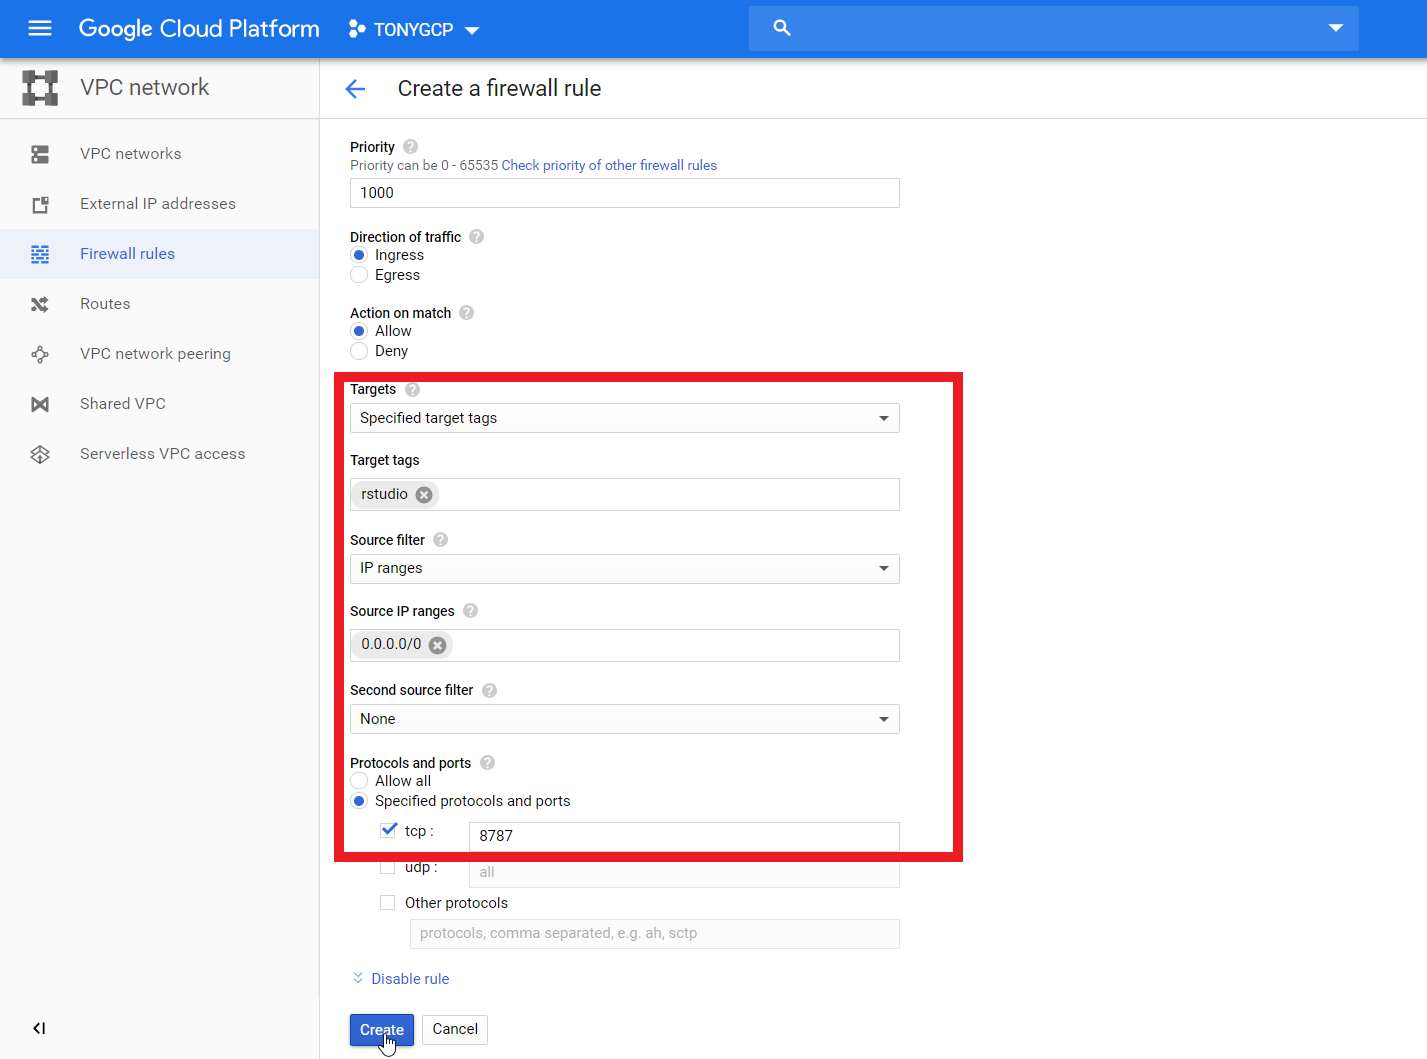 Google Cloud Platform TONYGCP
VPC network
Create a firewall rule
VPC networks
External IP addresses
Firewall rules
Routes
VPC network peering
Shared VPC
Serverless VPC access
Priority ?
Priority can be 0 - 65535 Check priority of other firewall rules
1000
Direction of traffic ?
Ingress
Egress
Action on match ?
Allow
Deny
Targets ?
Specified target tags
Target tags
rstudio
Source filter ?
IP ranges
Source IP ranges ?
0.0.0.0/0
Second source filter ?
None
Protocols and ports ?
Allow all
Specified protocols and ports
tcp : 8787
udp : all
Other protocols
protocols, comma separated, e.g. ah, sctp
Disable rule
Create Cancel